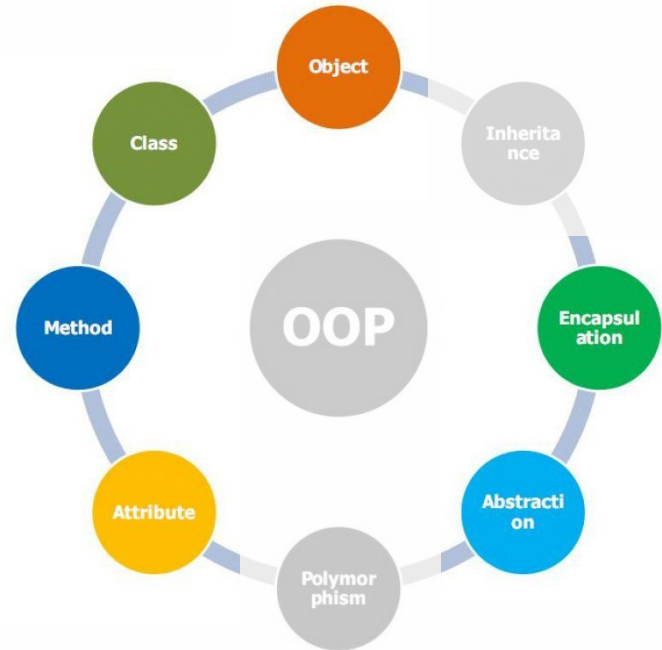 Object
Inherita
nce
Encapsul
ation
Abstracti
on
Polymor
phism
Attribute
Method
Class
OOP